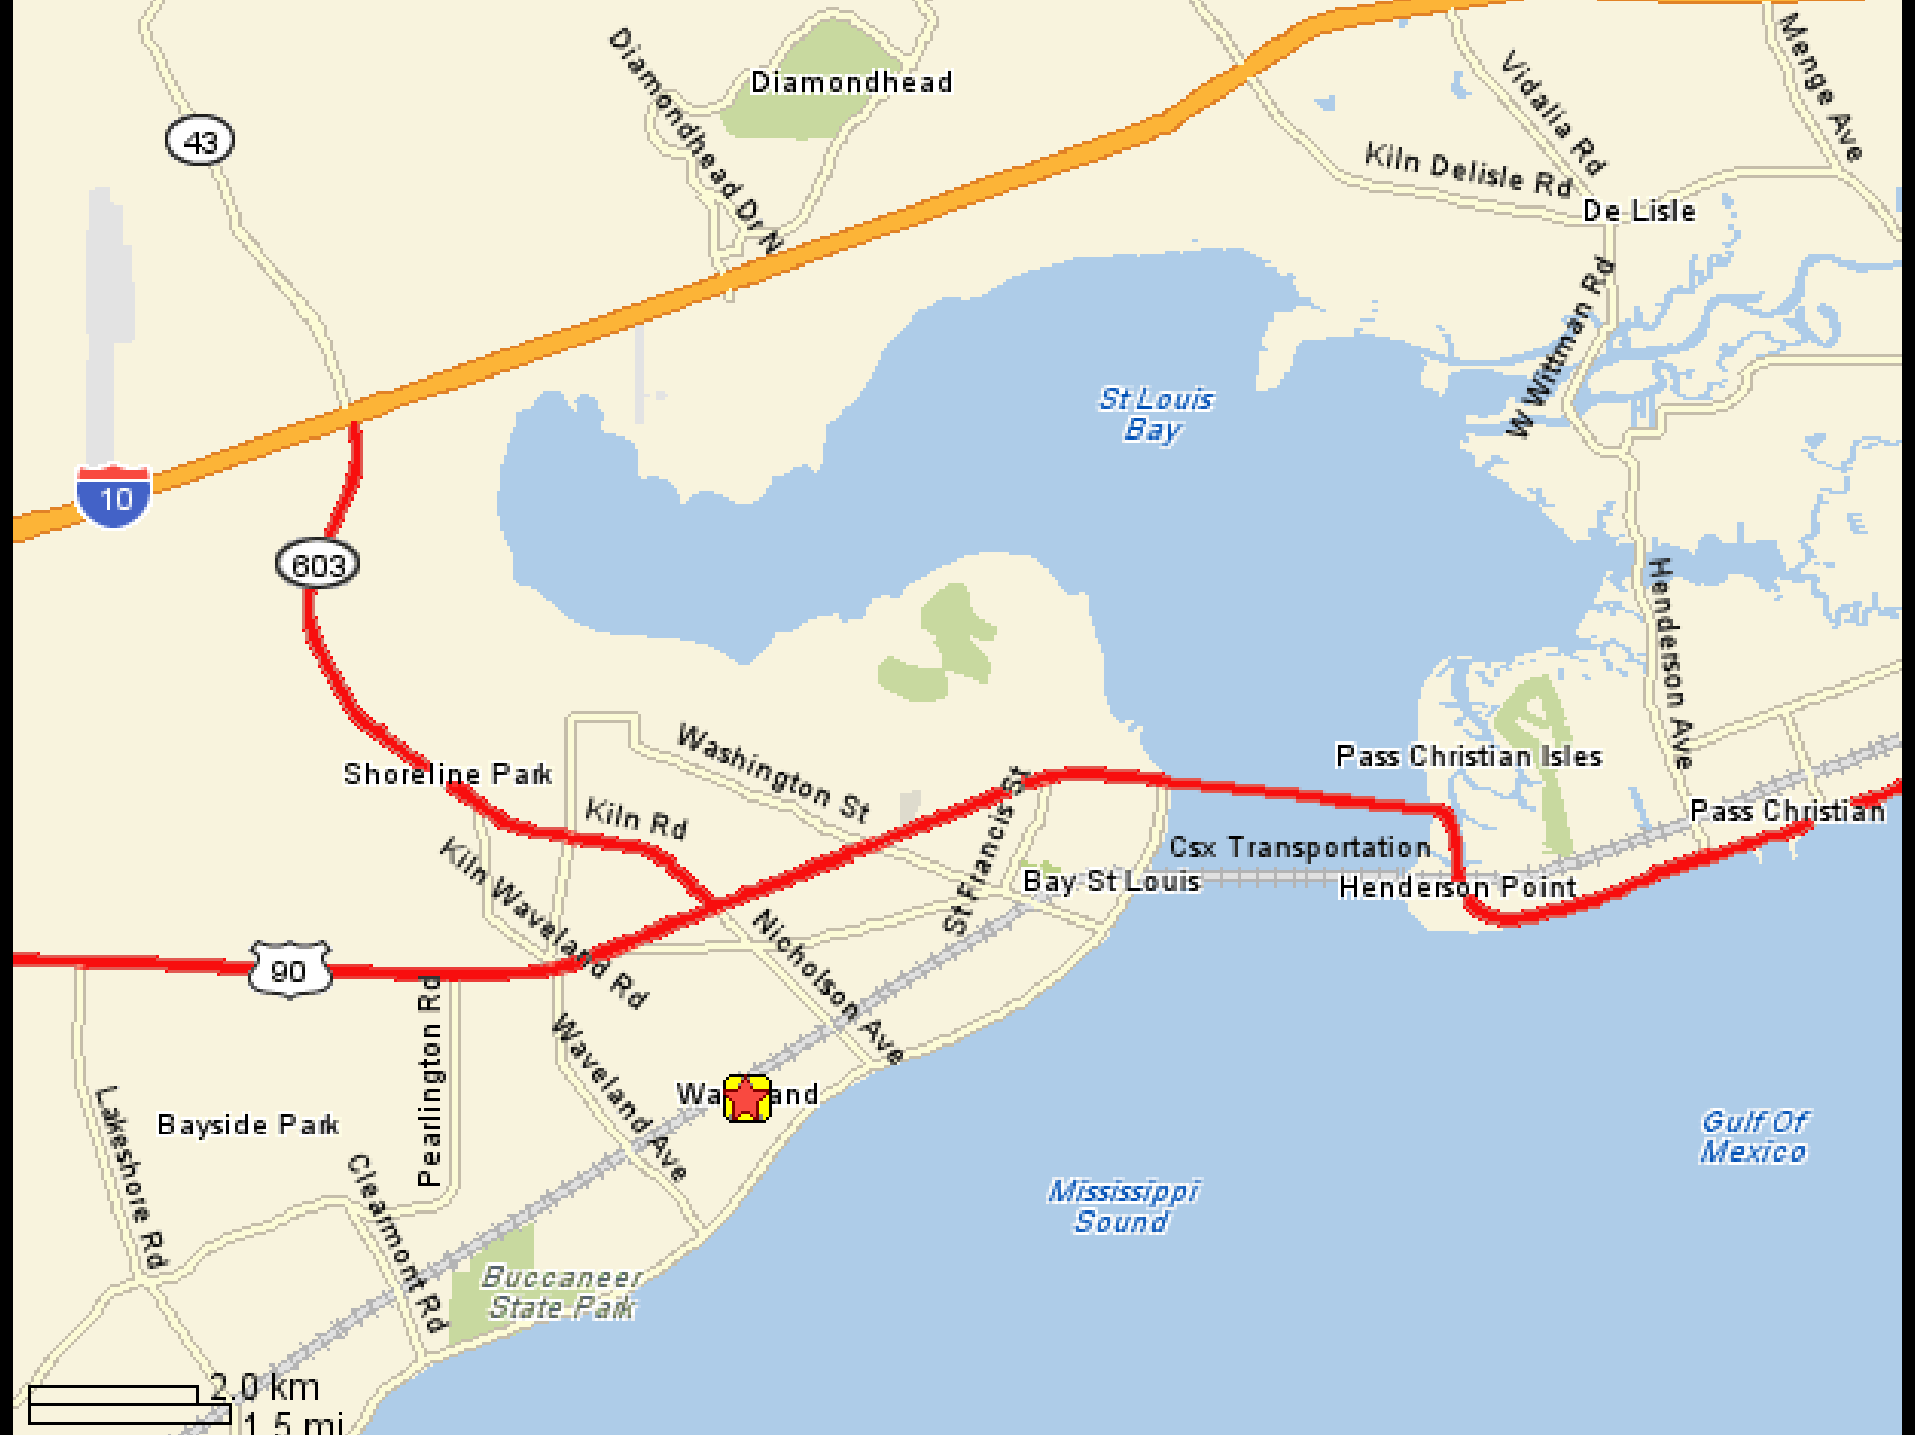 Diamondhead Dr N
Diamondhead
Menge Ave
Vidalia Rd
43
Kiln Delisle Rd
De Lisle
W Wittman Rd
St Louis
Bay
10
603
Henderson Ave
Washington St
Pass Christian Isles
Shoreline Park
Kiln Rd
St Francis St
Pass Christian
Kiln Waveland Rd
Csx Transportation
Bay St Louis
Henderson Point
Nicholson Ave
90
Pearlington Rd
Waveland Ave
Lakeshore Rd
Wa and
Bayside Park
Gulf Of
Mexico
Clearmont Rd
Mississippi
Sound
Buccaneer
State Park
2.0 km
1.5 mi